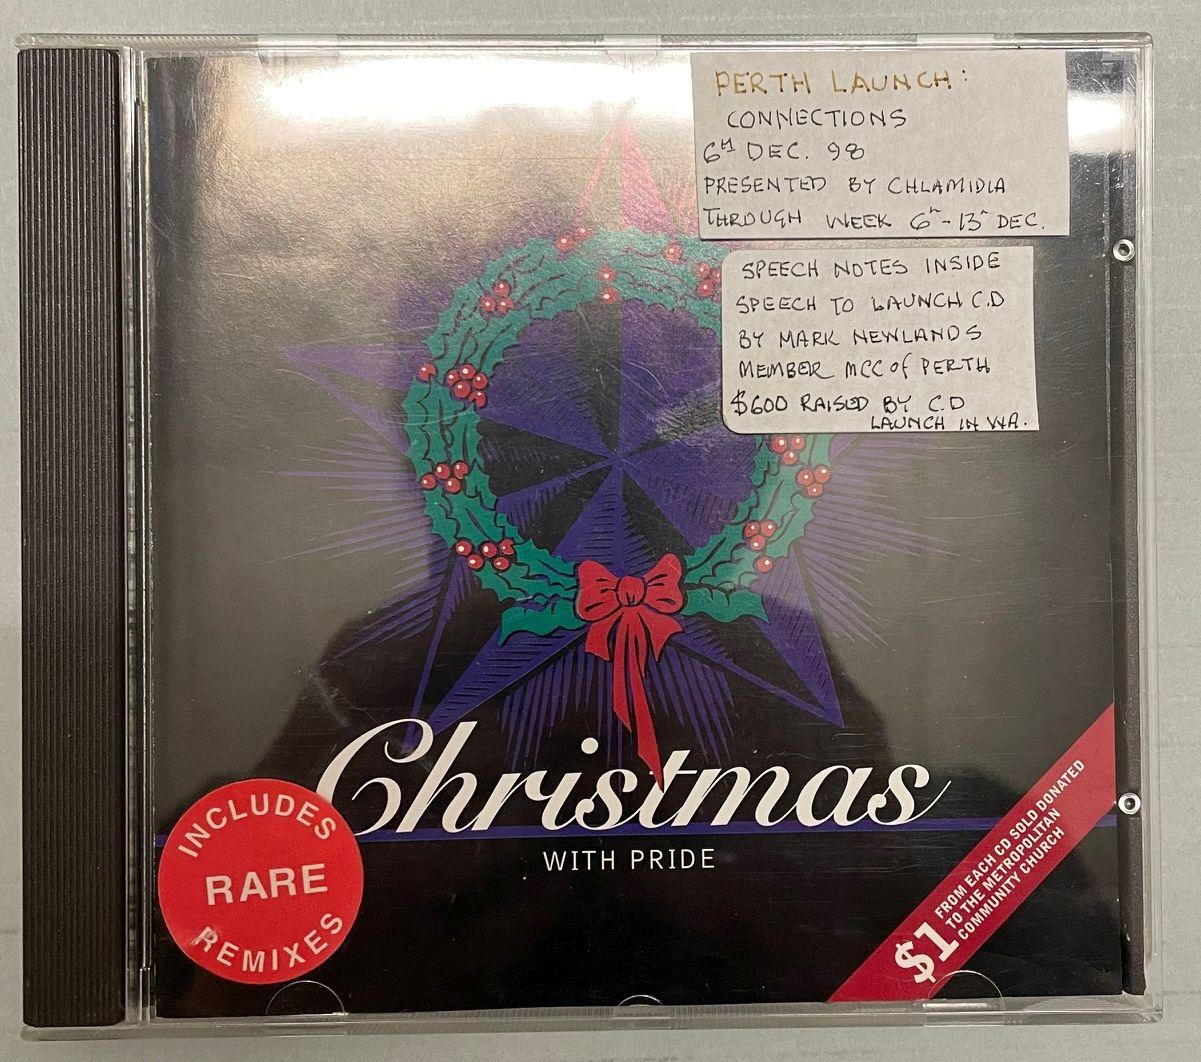 PERTH LAUNCH:
CONNECTIONS
6TH DEC. 98
PRESENTED BY CHLAMIDIA
THROUGH WEEK 6TH - 13TH DEC.
SPEECH NOTES INSIDE
SPEECH TO LAUNCH C.D
BY MARK NEWLANDS
MEMBER MCC of PERTH
$600 RAISED BY C.D
LAUNCH IN WA.
Christmas
WITH PRIDE
INCLUDES
RARE
REMIXES
$1 FROM EACH CD SOLD DONATED
TO THE METROPOLITAN
COMMUNITY CHURCH